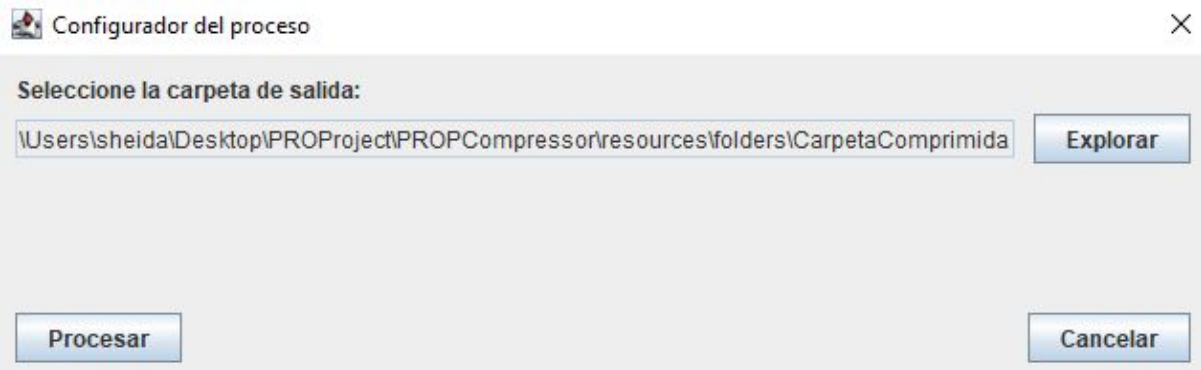 Configurador del proceso
Seleccione la carpeta de salida:
\Users\sheida\Desktop\PROProject\PROPCompressor\resources\folders\CarpetaComprimida
Explorar
Procesar
Cancelar